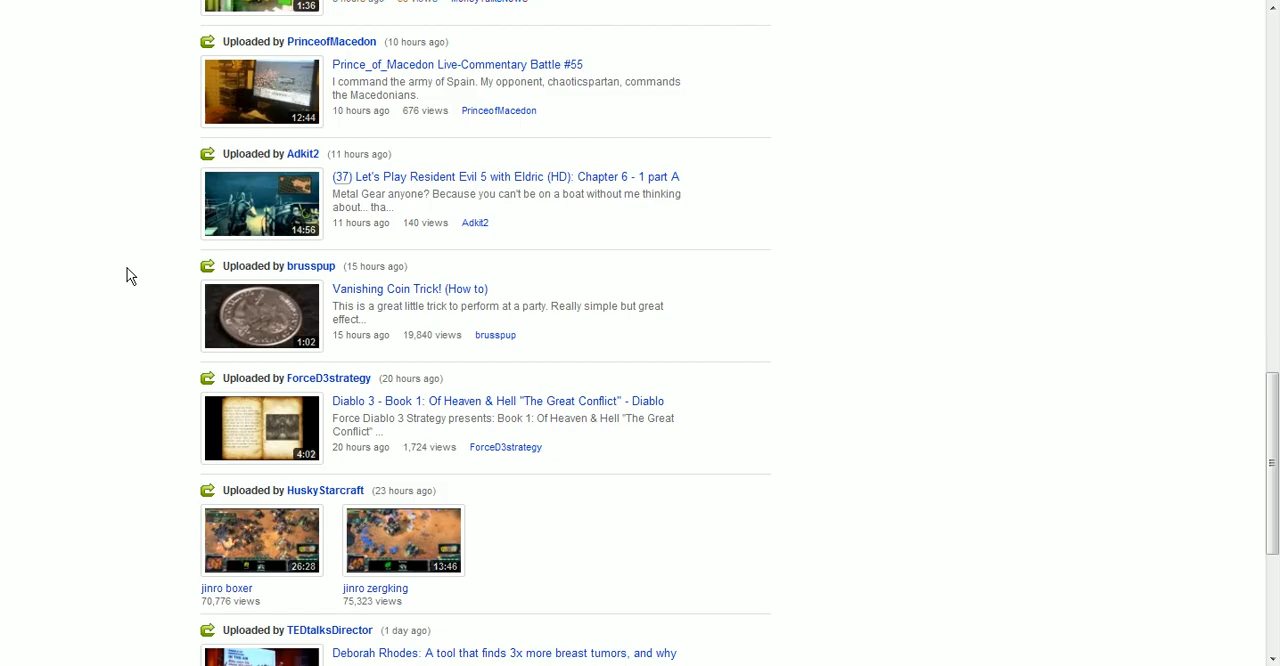 1:36
Uploaded by PrinceofMacedon (10 hours ago)
12:44
Prince_of_Macedon Live-Commentary Battle #55
I command the army of Spain. My opponent, chaoticspartan, commands
the Macedonians.
10 hours ago 676 views PrinceofMacedon
Uploaded by Adkit2 (11 hours ago)
14:56
(37) Let's Play Resident Evil 5 with Eldric (HD): Chapter 6 - 1 part A
Metal Gear anyone? Because you can't be on a boat without me thinking
about... tha...
11 hours ago 140 views Adkit2
Uploaded by brusspup (15 hours ago)
1:02
Vanishing Coin Trick! (How to)
This is a great little trick to perform at a party. Really simple but great
effect...
15 hours ago 19,840 views brusspup
Uploaded by ForceD3strategy (20 hours ago)
4:02
Diablo 3 - Book 1: Of Heaven & Hell "The Great Conflict" - Diablo
Force Diablo 3 Strategy presents: Book 1: Of Heaven & Hell "The Great
Conflict" ...
20 hours ago 1,724 views ForceD3strategy
Uploaded by HuskyStarcraft (23 hours ago)
26:28 13:46
jinro boxer jinro zergking
70,776 views 75,323 views
Uploaded by TEDtalksDirector (1 day ago)
Deborah Rhodes: A tool that finds 3x more breast tumors, and why